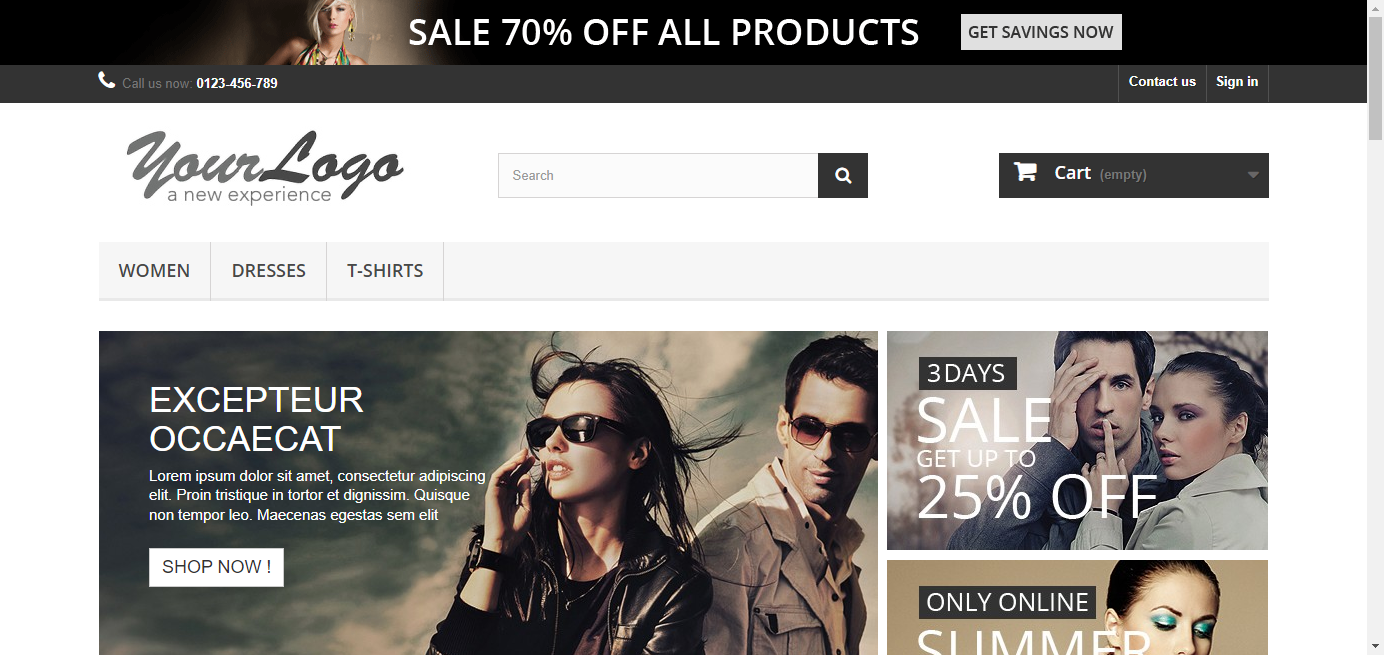 SALE 70% OFF ALL PRODUCTS
GET SAVINGS NOW
Call us now: 0123-456-789
Contact us
Sign in
YourLogo
a new experience
Search
Cart (empty)
WOMEN
DRESSES
T-SHIRTS
EXCEPTEUR
OCCAECAT
Lorem ipsum dolor sit amet, consectetur adipiscing
elit. Proin tristique in tortor et dignissim. Quisque
non tempor leo. Maecenas egestas sem elit
SHOP NOW !
3DAYS
SALE
GET UP TO
25% OFF
ONLY ONLINE
SUMMER